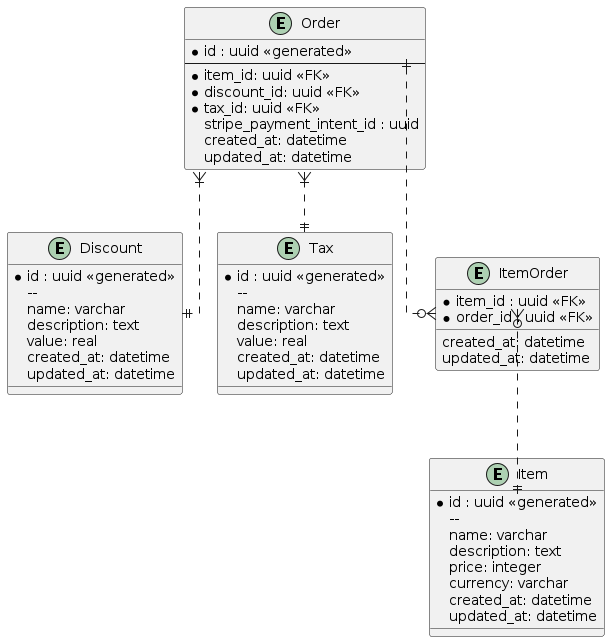 E Order
id : uuid «generated»
item_id: uuid «FK»
discount_id: uuid «FK»
tax_id: uuid «FK»
stripe_payment_intent_id : uuid
created_at: datetime
updated_at: datetime
E Discount
id : uuid «generated»
--
name: varchar
description: text
value: real
created_at: datetime
updated_at: datetime
E Tax
id : uuid «generated»
--
name: varchar
description: text
value: real
created_at: datetime
updated_at: datetime
E ItemOrder
item_id : uuid «FK»
order_id : uuid «FK»
created_at: datetime
updated_at: datetime
E Item
id : uuid «generated»
--
name: varchar
description: text
price: integer
currency: varchar
created_at: datetime
updated_at: datetime